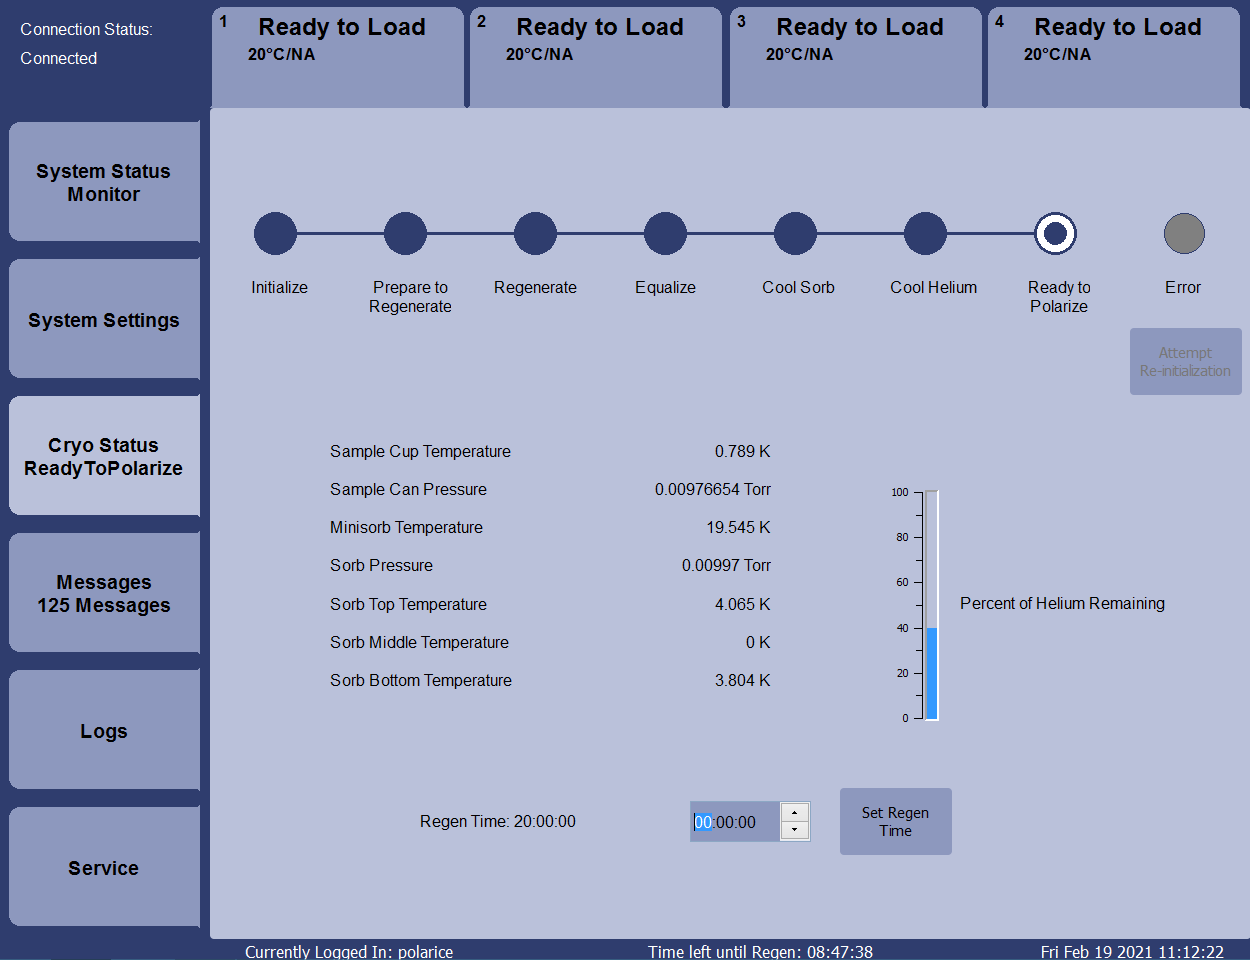 Connection Status:
Connected
1 Ready to Load
20°C/NA
2 Ready to Load
20°C/NA
3 Ready to Load
20°C/NA
4 Ready to Load
20°C/NA
System Status
Monitor
System Settings
Cryo Status
ReadyToPolarize
Messages
125 Messages
Logs
Service
Initialize
Prepare to
Regenerate
Regenerate
Equalize
Cool Sorb
Cool Helium
Ready to
Polarize
Error
Attempt
Re-initialization
Sample Cup Temperature 0.789 K
Sample Can Pressure 0.00976654 Torr
Minisorb Temperature 19.545 K
Sorb Pressure 0.00997 Torr
Sorb Top Temperature 4.065 K
Sorb Middle Temperature 0 K
Sorb Bottom Temperature 3.804 K
100
80
60
40
20
0
Percent of Helium Remaining
Regen Time: 20:00:00
00:00:00
Set Regen
Time
Currently Logged In: polarice
Time left until Regen: 08:47:38
Fri Feb 19 2021 11:12:22